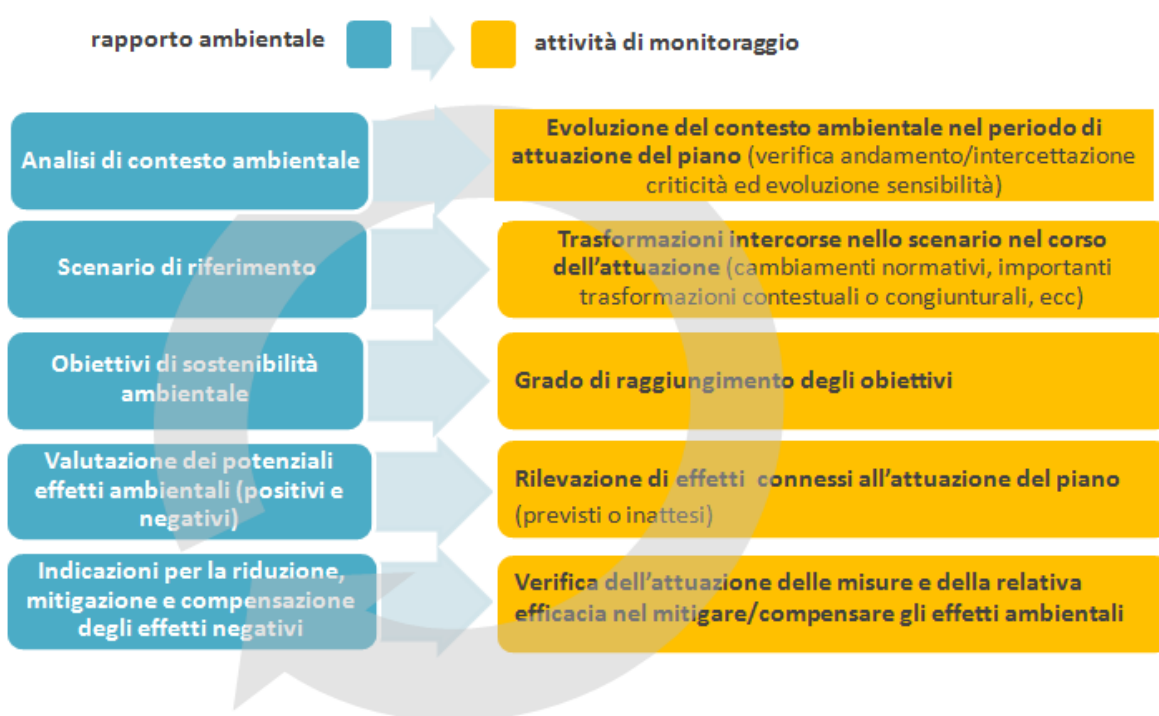 rapporto ambientale
attività di monitoraggio
Analisi di contesto ambientale
Evoluzione del contesto ambientale nel periodo di
attuazione del piano (verifica andamento/intercettazione
criticità ed evoluzione sensibilità)
Scenario di riferimento
Trasformazioni intercorse nello scenario nel corso
dell'attuazione (cambiamenti normativi, importanti
trasformazioni contestuali o congiunturali, ecc)
Obiettivi di sostenibilità
ambientale
Grado di raggiungimento degli obiettivi
Valutazione dei potenziali
effetti ambientali (positivi e
negativi)
Rilevazione di effetti connessi all'attuazione del piano
(previsti o inattesi)
Indicazioni per la riduzione,
mitigazione e compensazione
degli effetti negativi
Verifica dell'attuazione delle misure e della relativa
efficacia nel mitigare/compensare gli effetti ambientali